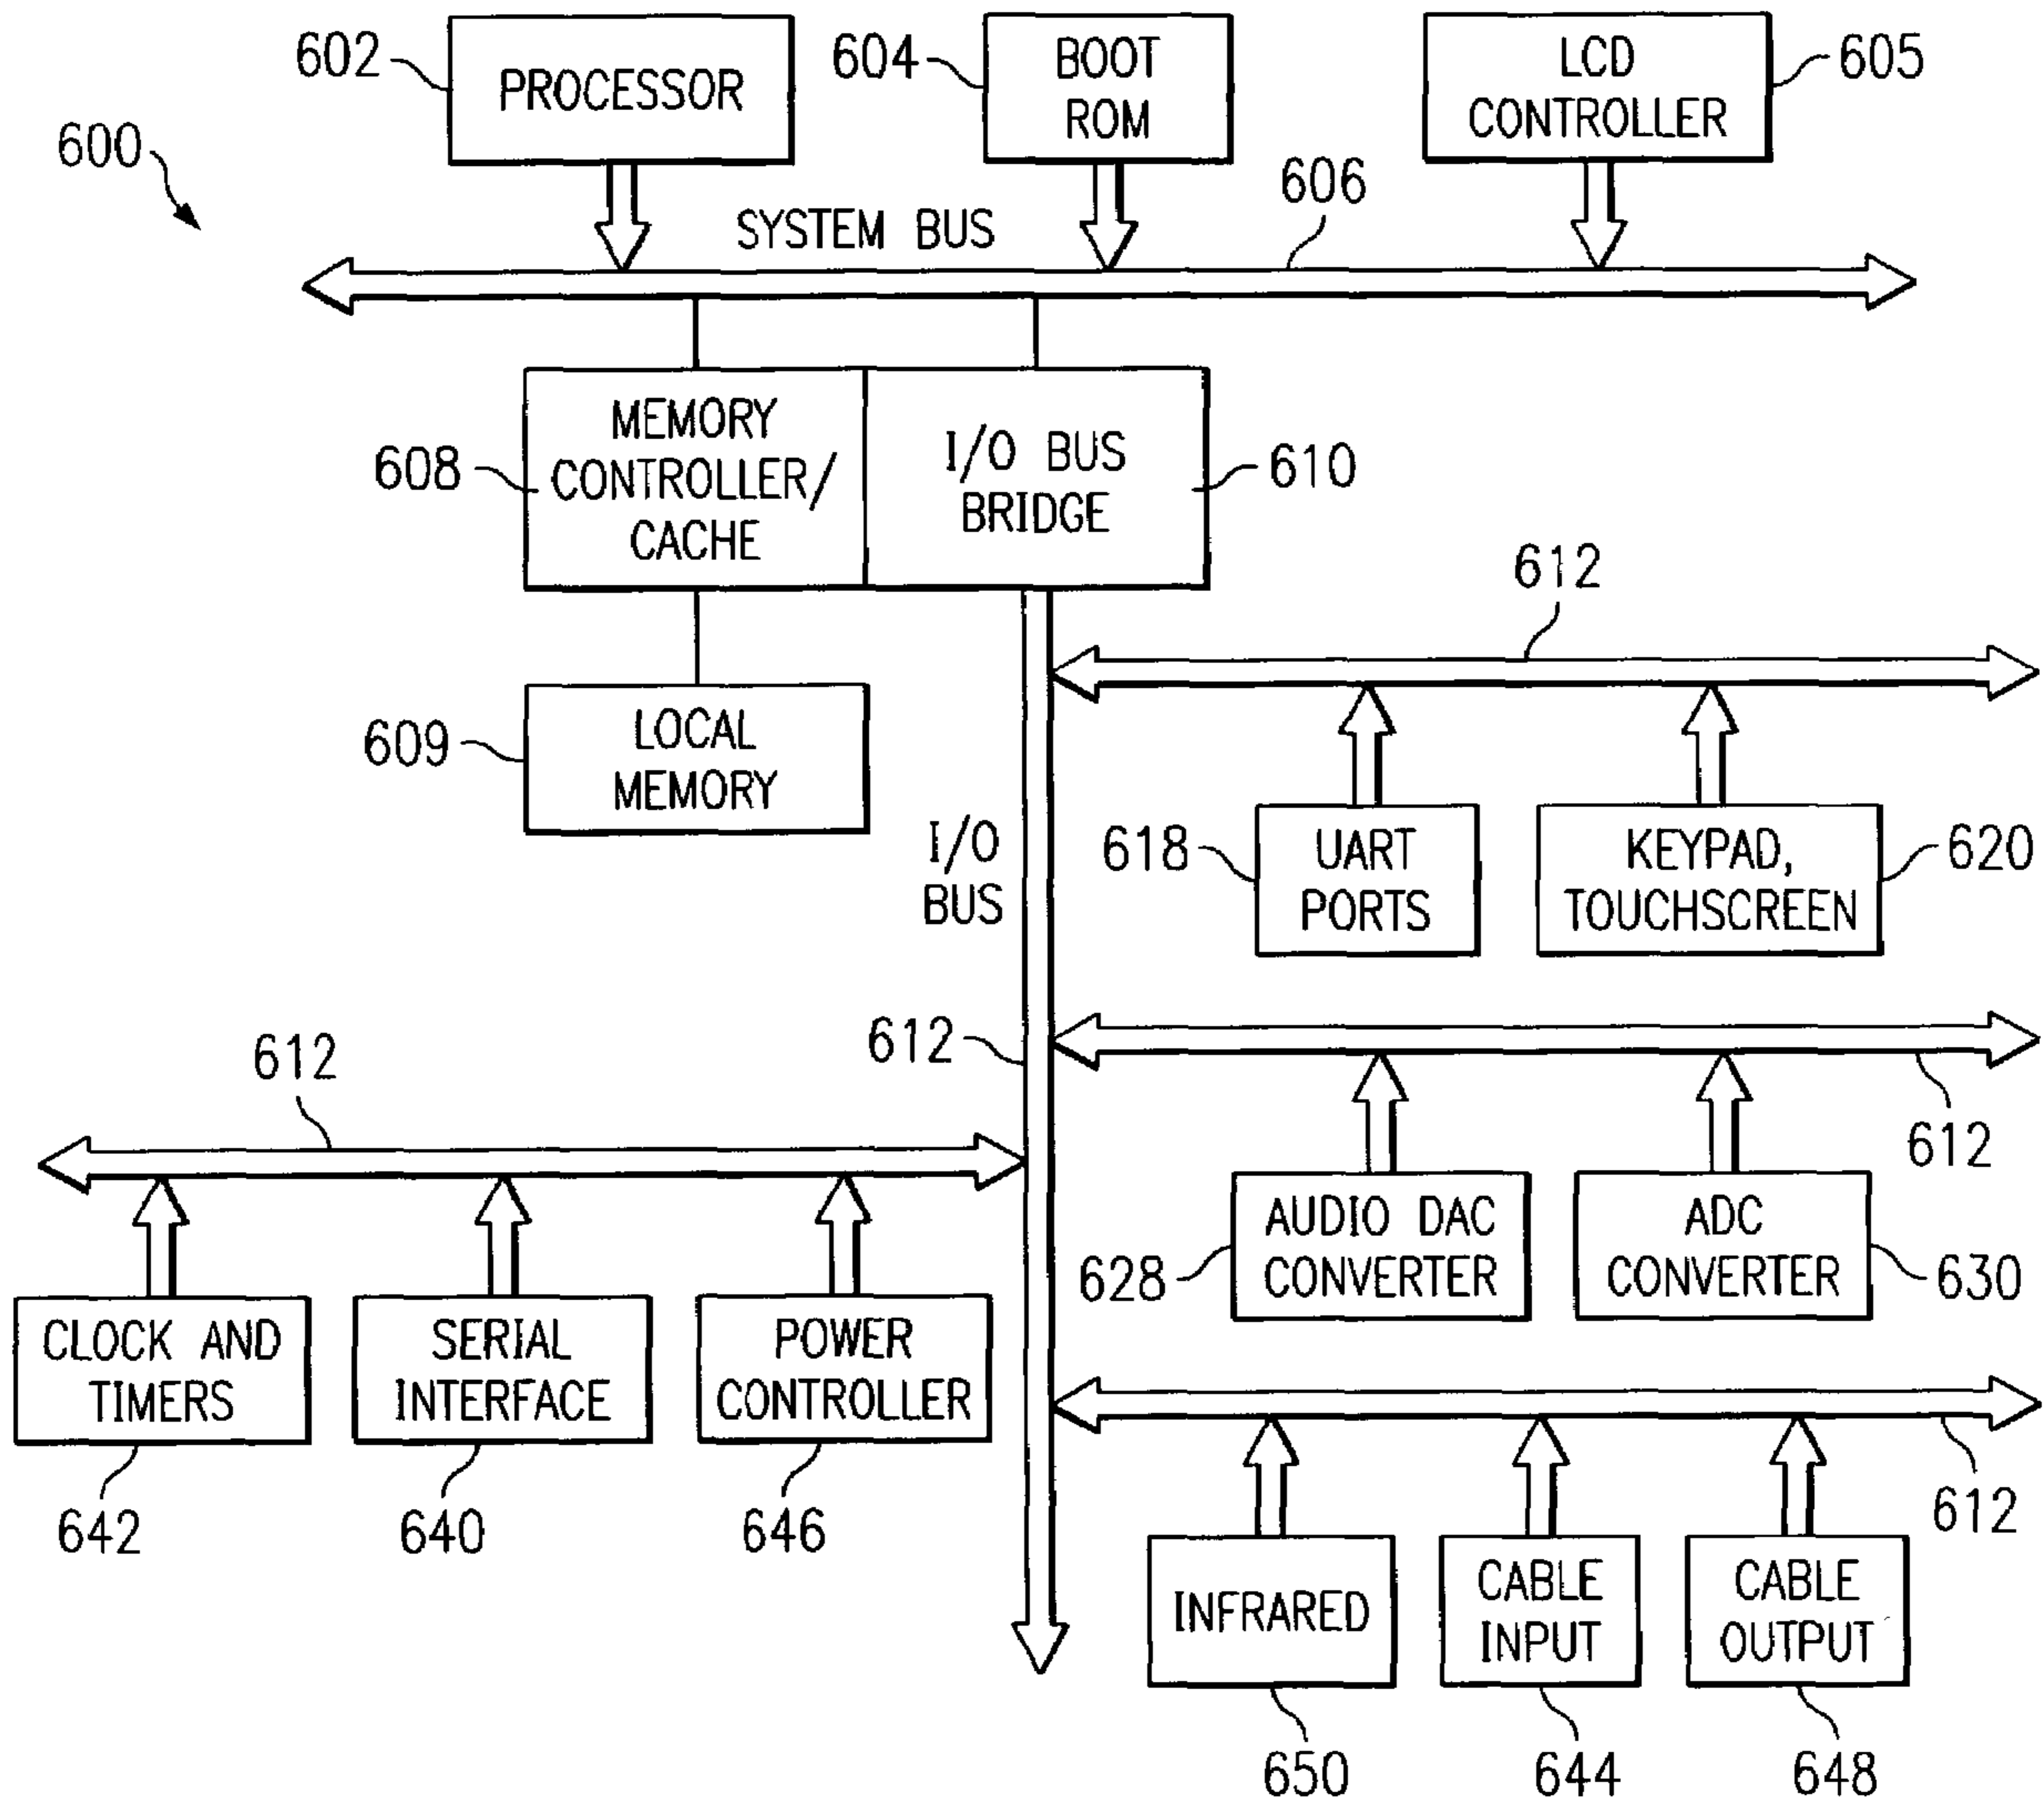 602
PROCESSOR
604
BOOT
ROM
LCD
CONTROLLER
605
600
SYSTEM BUS
606
608
MEMORY
CONTROLLER/
CACHE
I/O BUS
BRIDGE
610
612
609
LOCAL
MEMORY
I/O
BUS
618
UART
PORTS
KEYPAD,
TOUCHSCREEN
620
612
612
612
628
AUDIO DAC
CONVERTER
ADC
CONVERTER
630
CLOCK AND
TIMERS
SERIAL
INTERFACE
POWER
CONTROLLER
642
640
646
612
INFRARED
CABLE
INPUT
CABLE
OUTPUT
650
644
648